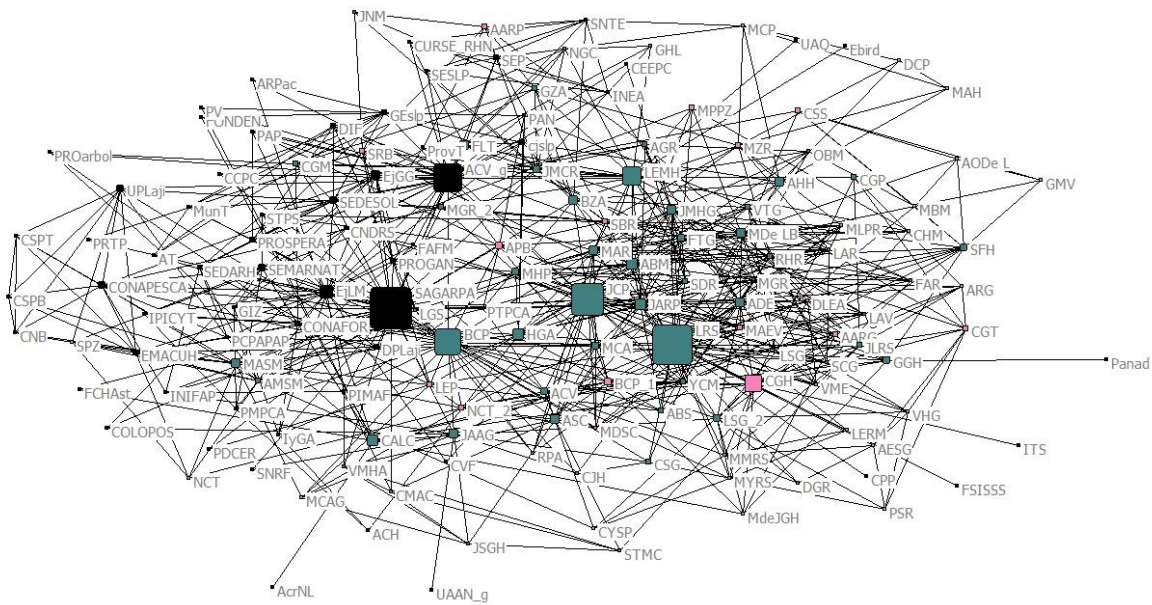 JNM
AARP
SNTE
MCP
UAQ
Ebird
CURSE_RHN
SEP
NGC
GHL
DCP
CEEPC
SESLP
ARPac
GZA
INEA
MAH
PV
GEslp
PAN
MPPZ
CSS
DIF
PAP
ProvT
FLT
cjslp
AGR
MZR
OBM
PROarbol
SRB
CGM
CCPC
EjGG
ACV_g
JMCR
LEMH
AHH
CGP
AODe L
GMV
UPLaji
SEDESOL
MunT
MGR_2
BZA
JMHG
VTG
MBM
STPS
SBR
MLPR
CHM
CNDRS
CSPT
PRTP
PROSPERA
FTG
MDe LB
AT
FAFM
APB
MAR
LAR
SFH
SEDARH
SEMARNAT
PROGAN
MHP
ABM
RHR
CONAPESCA
EjLM
SAGARPA
JCP
SDR
MGR
FAR
ARG
CSPB
IPICYT
GIZ
LGS
PTPCA
JARP
ADE
DLEA
LAV
CNB
CONAFOR
PCPAPAP
BCP
HGA
LRS
MAEV
CGT
SPZ
EMACUH
DPLaji
MCA
LSG
JLRS
MASM
SCG
GGH
Panad
AMSM
LEP
BCP_1
YCM
CGH
VME
FCHAst
INIFAP
PIMAF
ACV
PMPCA
NCT_2
ABS
LSG_2
LVHG
COLOPOS
IyGA
CALC
JAAG
ASC
MDSC
LERM
AESG
ITS
PDCER
SNRF
VMHA
CVF
RPA
CSG
MMRS
NCT
CJH
MYRS
DGR
CPP
FSISSS
MCAG
CMAC
PSR
MdeJGH
ACH
CYSP
JSGH
STMC
AcrNL
UAAN_g